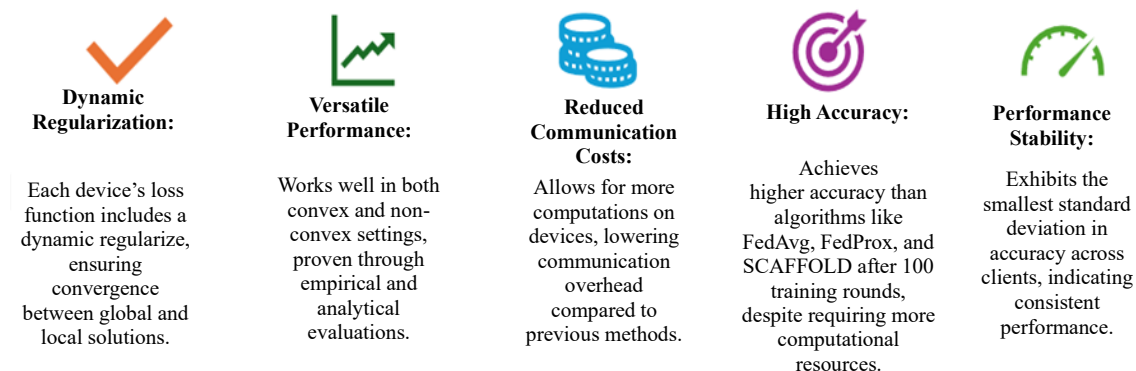 Dynamic
Regularization:
Each device’s loss
function includes a
dynamic regularize,
ensuring
convergence
between global and
local solutions.
Versatile
Performance:
Works well in both
convex and non-
convex settings,
proven through
empirical and
analytical
evaluations.
Reduced
Communication
Costs:
Allows for more
computations on
devices, lowering
communication
overhead
compared to
previous methods.
High Accuracy:
Achieves
higher accuracy than
algorithms like
FedAvg, FedProx, and
SCAFFOLD after 100
training rounds,
despite requiring more
computational
resources.
Performance
Stability:
Exhibits the
smallest standard
deviation in
accuracy across
clients, indicating
consistent
performance.